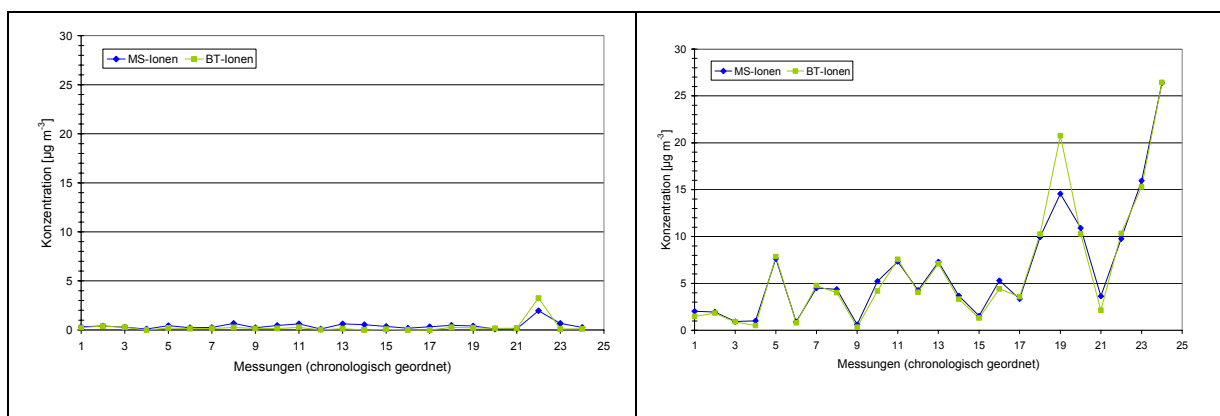 30
25
20
15
10
5
0
Konzentration [µg m⁻³]
MS-Ionen BT-Ionen
1 3 5 7 9 11 13 15 17 19 21 23 25
Messungen (chronologisch geordnet)
30
25
20
15
10
5
0
Konzentration [µg m⁻³]
MS-Ionen BT-Ionen
1 3 5 7 9 11 13 15 17 19 21 23 25
Messungen (chronologisch geordnet)